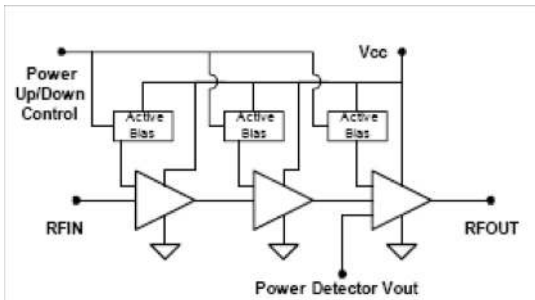 Power
Up/Down
Control
Vcc
Active
Bias
Active
Bias
Active
Bias
RFIN
RFOUT
Power Detector Vout